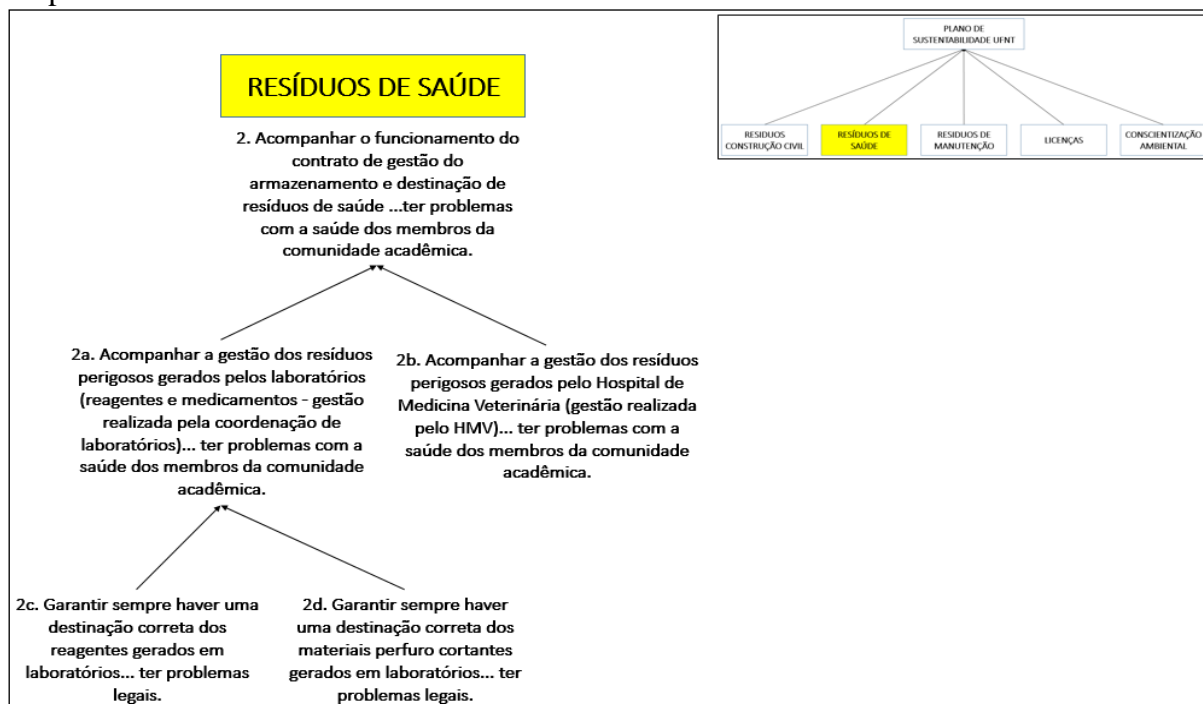 PLANO DE
SUSTENTABILIDADE UFNT
RESIDUOS
CONSTRUÇÃO CIVIL
RESÍDUOS DE
SAÚDE
RESIDUOS DE
MANUTENÇÃO
LICENÇAS
CONSCIENTIZAÇÃO
AMBIENTAL
RESÍDUOS DE SAÚDE
2. Acompanhar o funcionamento do
contrato de gestão do
armazenamento e destinação de
resíduos de saúde ...ter problemas
com a saúde dos membros da
comunidade acadêmica.
2a. Acompanhar a gestão dos resíduos
perigosos gerados pelos laboratórios
(reagentes e medicamentos - gestão
realizada pela coordenação de
laboratórios)... ter problemas com a
saúde dos membros da comunidade
acadêmica.
2b. Acompanhar a gestão dos resíduos
perigosos gerados pelo Hospital de
Medicina Veterinária (gestão realizada
pelo HMV)... ter problemas com a
saúde dos membros da comunidade
acadêmica.
2c. Garantir sempre haver uma
destinação correta dos
reagentes gerados em
laboratórios... ter problemas
legais.
2d. Garantir sempre haver
uma destinação correta dos
materiais perfuro cortantes
gerados em laboratórios... ter
problemas legais.